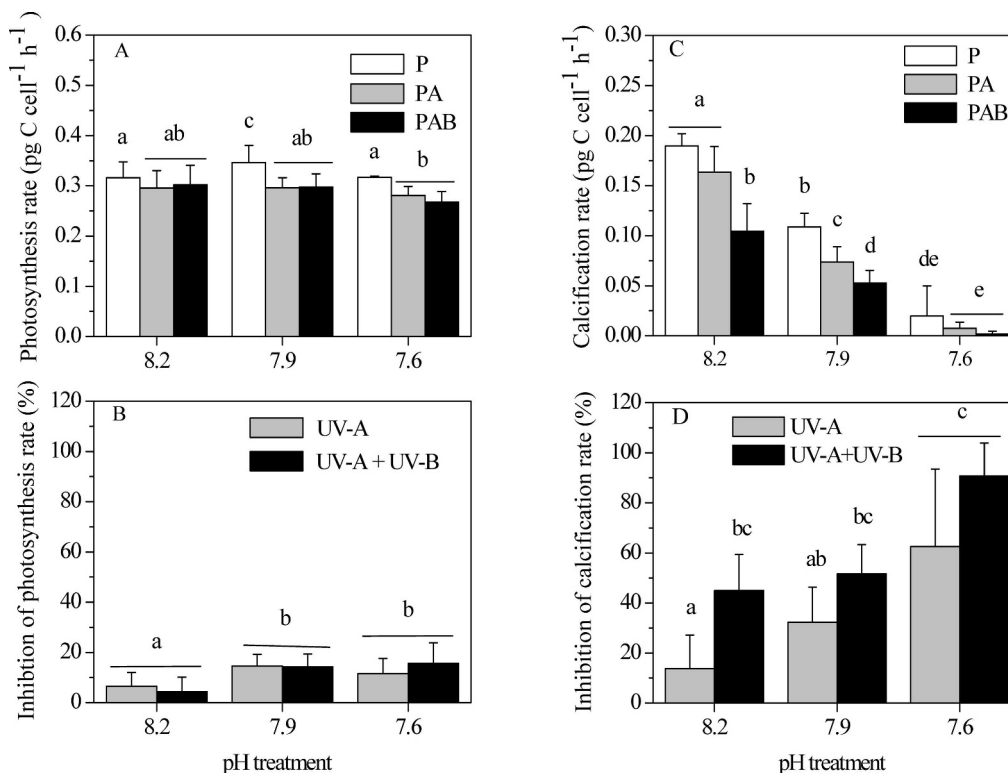 Photosynthesis rate (pg C cell⁻¹ h⁻¹)
A
0.6
0.5
0.4
0.3
0.2
0.1
0.0
P
PA
PAB
a
ab
c
ab
a
b
8.2
7.9
7.6
Inhibtion of photosynthesis rate (%)
B
120
100
80
60
40
20
0
UV-A
UV-A + UV-B
a
b
b
8.2
7.9
7.6
pH treatment
Calcification rate (pg C cell⁻¹ h⁻¹)
C
0.30
0.25
0.20
0.15
0.10
0.05
0.00
P
PA
PAB
a
b
b
c
d
de
e
8.2
7.9
7.6
Inhibition of calcification rate (%)
D
120
100
80
60
40
20
0
UV-A
UV-A+UV-B
a
bc
ab
bc
c
8.2
7.9
7.6
pH treatment